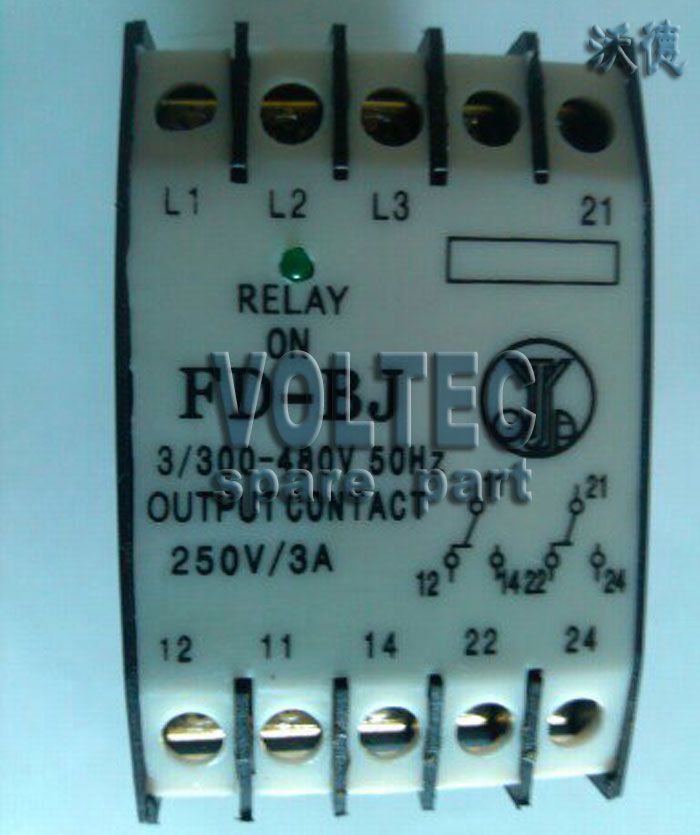 沃德
L1 L2 L3 21
RELAY
ON
VOLTEC
FD-BJ
3/300-480V 50Hz
spare part
OUTPUT CONTACT
250V/3A
21
12 14 22 24
12 11 14 22 24